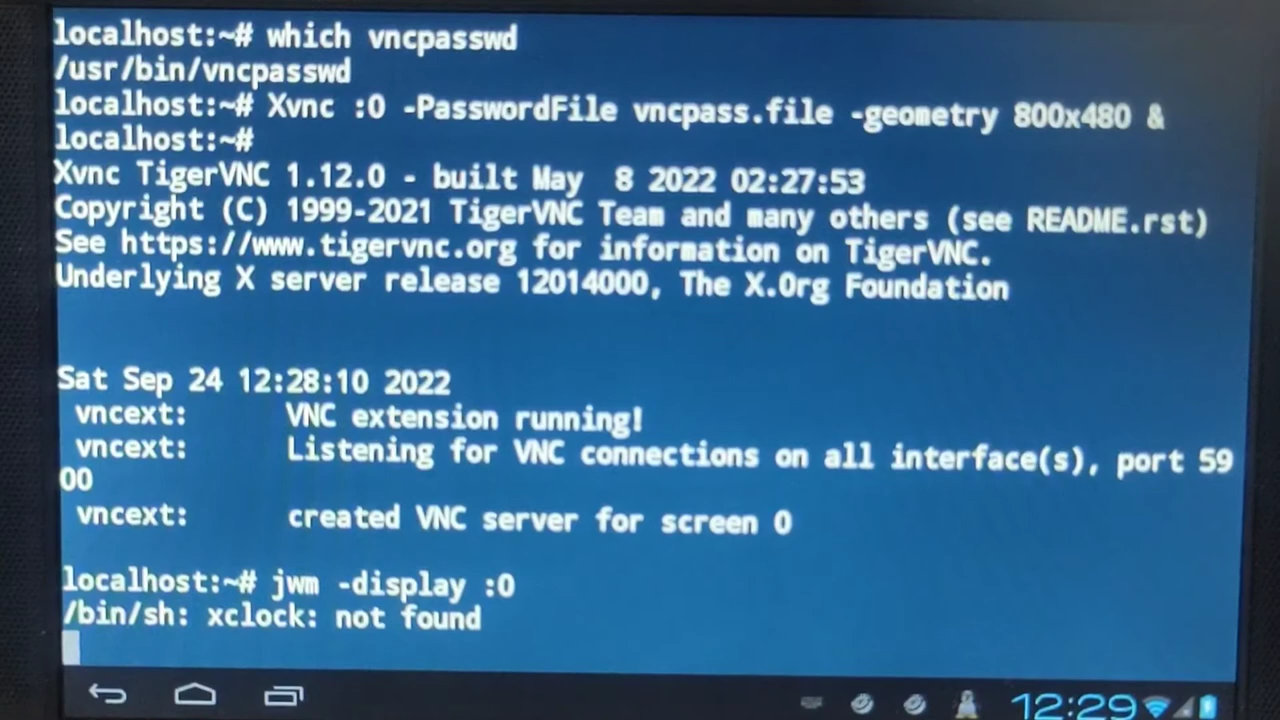 localhost:~# which vncpasswd
/usr/bin/vncpasswd
localhost:~# Xvnc :0 -PasswordFile vncpass.file -geometry 800x480 &
localhost:~#
Xvnc TigerVNC 1.12.0 - built May  8 2022 02:27:53
Copyright (C) 1999-2021 TigerVNC Team and many others (see README.rst)
See https://www.tigervnc.org for information on TigerVNC.
Underlying X server release 12014000, The X.Org Foundation
Sat Sep 24 12:28:10 2022
vncext:      VNC extension running!
vncext:      Listening for VNC connections on all interface(s), port 59
00
vncext:      created VNC server for screen 0
localhost:~# jwm -display :0
/bin/sh: xclock: not found
12:29